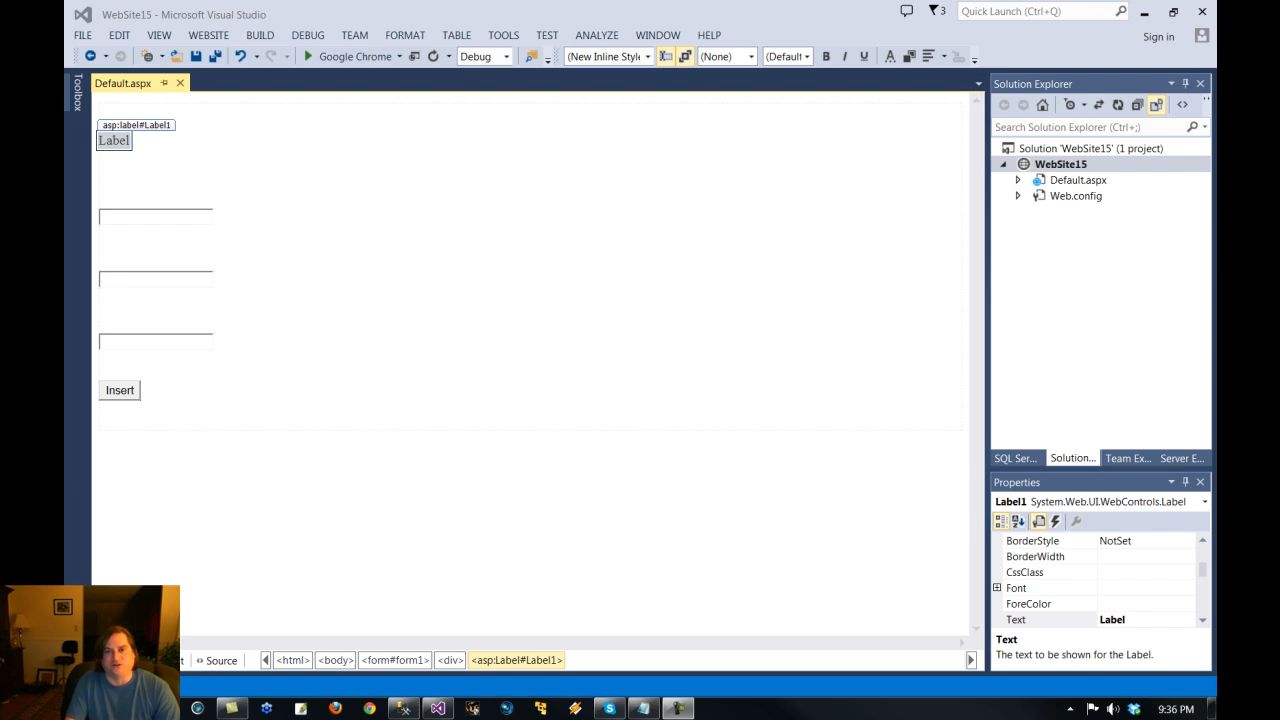 WebSite15 - Microsoft Visual Studio
3
Quick Launch (Ctrl+Q)
FILE EDIT VIEW WEBSITE BUILD DEBUG TEAM FORMAT TABLE TOOLS TEST ANALYZE WINDOW HELP
Sign in
Google Chrome Debug (New Inline Style (None) (Default B I U A
Toolbox
Default.aspx
asp:label#Label1
Label
Insert
Source <html> <body> <form#form1> <div> <asp:Label#Label1>
Solution Explorer
Search Solution Explorer (Ctrl+;)
Solution 'WebSite15' (1 project)
WebSite15
Default.aspx
Web.config
SQL Ser... Solution... Team Ex... Server E...
Properties
Label1 System.Web.UI.WebControls.Label
BorderStyle NotSet
BorderWidth
CssClass
Font
ForeColor
Text Label
Text
The text to be shown for the Label.
9:36 PM